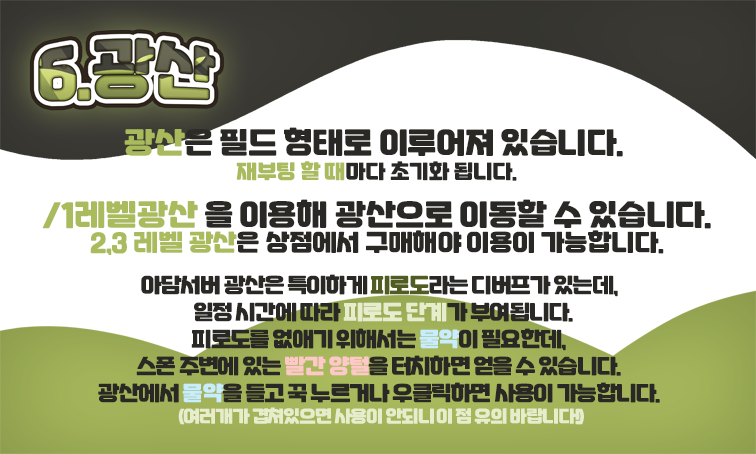 6.광산
광산은 필드 형태로 이루어져 있습니다.
재부팅 할 때마다 초기화 됩니다.
/1레벨광산 을 이용해 광산으로 이동할 수 있습니다.
2,3 레벨 광산은 상점에서 구매해야 이용이 가능합니다.
아담서버 광산은 특이하게 피로도라는 디버프가 있는데,
일정 시간에 따라 피로도 단계가 부여됩니다.
피로도를 없애기 위해서는 물약이 필요한데,
스폰 주변에 있는 빨간 양털을 터치하면 얻을 수 있습니다.
광산에서 물약을 들고 꾹 누르거나 우클릭하면 사용이 가능합니다.
(여러개가 겹쳐있으면 사용이 안되니 이 점 유의 바랍니다!)